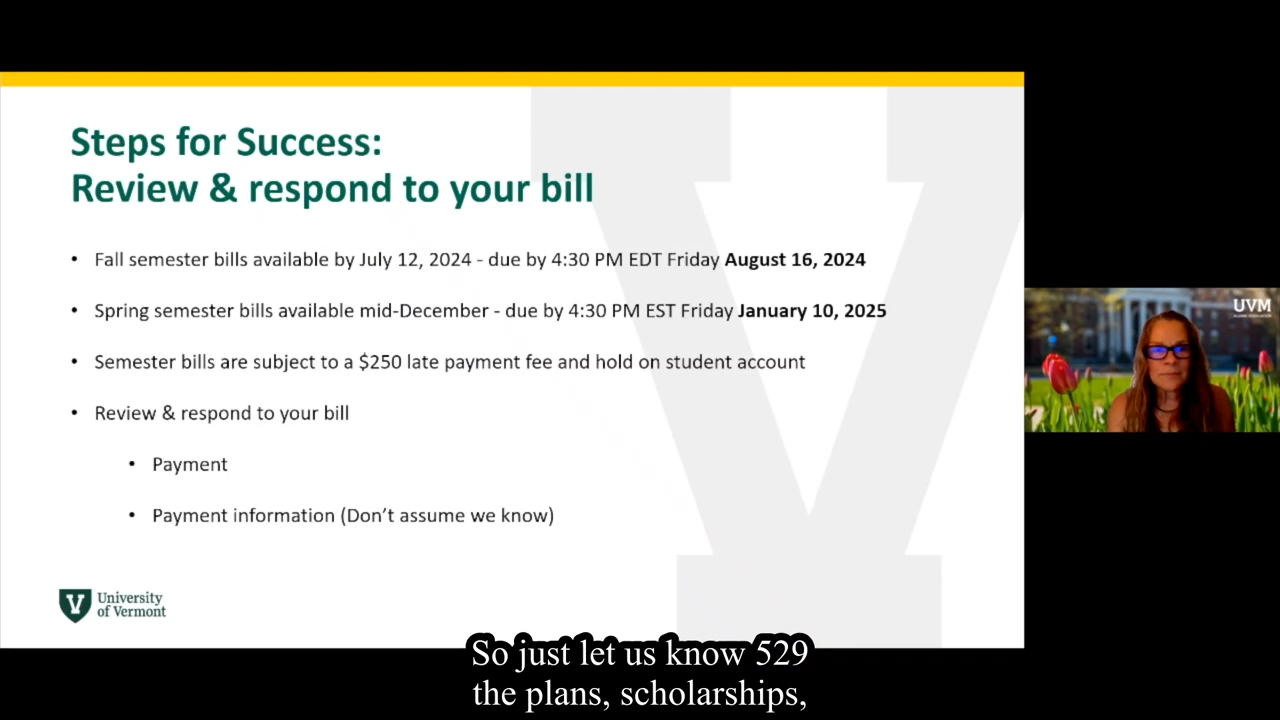 Steps for Success:
Review & respond to your bill
• Fall semester bills available by July 12, 2024 - due by 4:30 PM EDT Friday August 16, 2024
• Spring semester bills available mid-December - due by 4:30 PM EST Friday January 10, 2025
• Semester bills are subject to a $250 late payment fee and hold on student account
• Review & respond to your bill
• Payment
• Payment information (Don’t assume we know)
V University
of Vermont
UVM
So just let us know 529
the plans, scholarships,